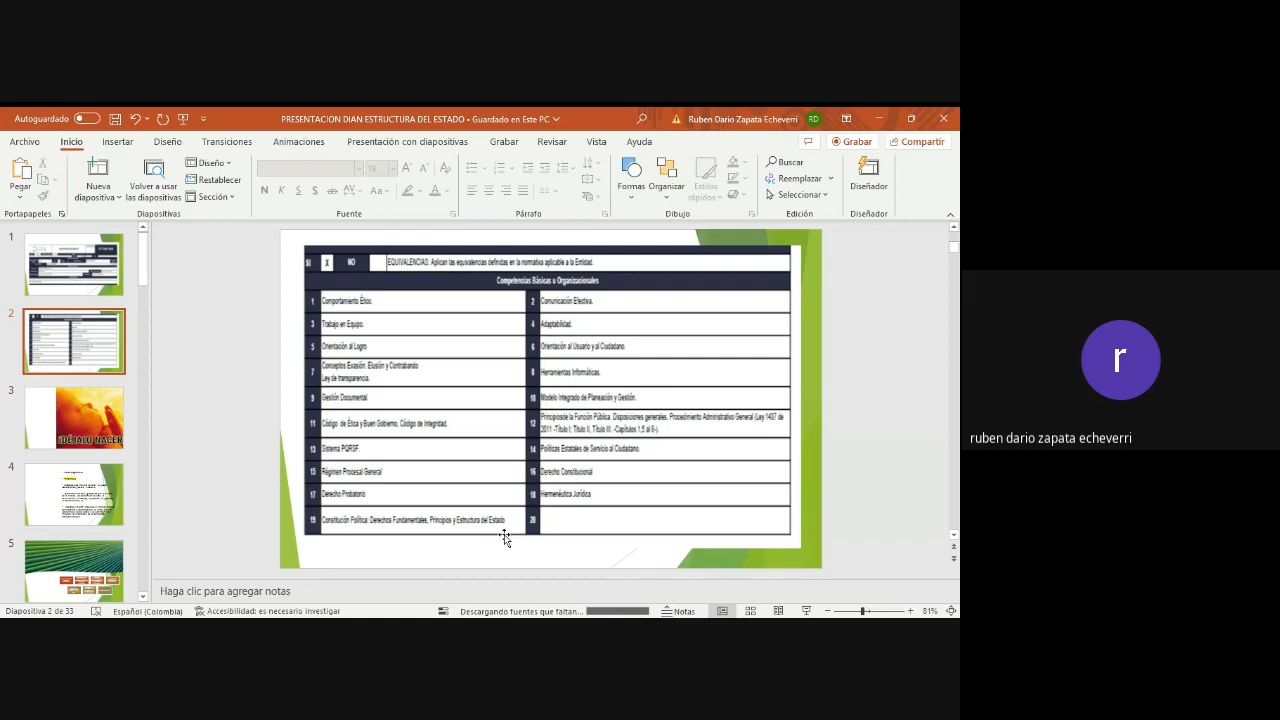 Autoguardado
PRESENTACION DIAN ESTRUCTURA DEL ESTADO • Guardado en Este PC
Ruben Dario Zapata Echeverri
RD
Archivo Inicio Insertar Diseño Transiciones Animaciones Presentación con diapositivas Grabar Revisar Vista Ayuda
Grabar
Compartir
Pegar
Nueva diapositiva
Volver a usar las diapositivas
Diseño
Restablecer
Sección
18
N K S S ab AV Aa A
Formas
Organizar
Estilos rápidos
Buscar
Reemplazar
Seleccionar
Diseñador
Portapapeles Diapositivas Fuente Párrafo Dibujo Edición Diseñador
1
2
3
¡DÉJALO NACER
4
5
SI X NO EQUIVALENCIAS: Aplican las equivalencias definidas en la normativa aplicable a la Entidad.
Competencias Básicas u Organizacionales
1 Comportamiento Ético. 2 Comunicación Efectiva.
3 Trabajo en Equipo. 4 Adaptabilidad.
5 Orientación al Logro 6 Orientación al Usuario y al Ciudadano.
7 Conceptos Evasión, Elusión y Contrabando
Ley de transparencia.
8 Herramientas Informáticas.
9 Gestión Documental. 10 Modelo Integrado de Planeación y Gestión.
11 Código de Ética y Buen Gobierno, Código de Integridad.
12 Principiosde la Función Pública. Disposiciones generales, Procedimiento Administrativo General (Ley 1437 de
2011 -Título I; Título II, Título III. -Capítulos 1,5 al 8-).
13 Sistema PQRSF. 14 Políticas Estatales de Servicio al Ciudadano.
15 Régimen Procesal General 16 Derecho Constitucional
17 Derecho Probatorio 18 Hermenéutica Jurídica
19 Constitución Política: Derechos Fundamentales, Principios y Estructura del Estado 20
Haga clic para agregar notas
Diapositiva 2 de 33 Español (Colombia) Accesibilidad: es necesario investigar Descargando fuentes que faltan... Notas 81%
r
ruben dario zapata echeverri